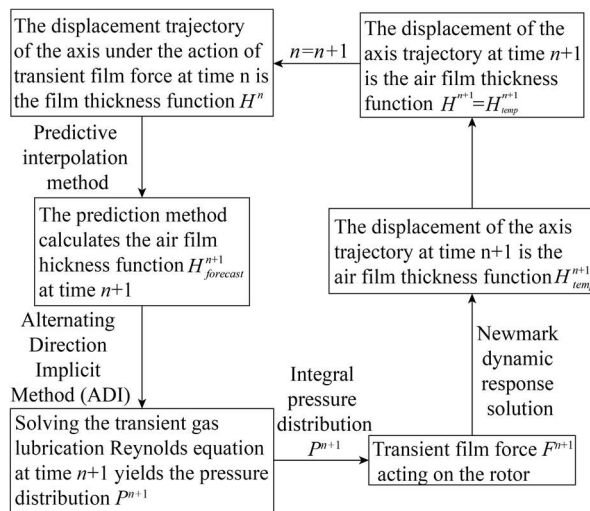 The displacement trajectory
of the axis under the action of
transient film force at time n is
the film thickness function Hⁿ
n=n+1
The displacement of the
axis trajectory at time n+1
is the air film thickness
function Hⁿ⁺¹=Hⁿ⁺¹temp
Predictive
interpolation
method
The prediction method
calculates the air film
hickness function Hⁿ⁺¹forecast
at time n+1
The displacement of the axis
trajectory at time n+1 is the
air film thickness function Hⁿ⁺¹temp
Alternating
Direction
Implicit
Method (ADI)
Integral
pressure
distribution
Pⁿ⁺¹
Newmark
dynamic
response
solution
Solving the transient gas
lubrication Reynolds equation
at time n+1 yields the pressure
distribution Pⁿ⁺¹
Transient film force Fⁿ⁺¹
acting on the rotor